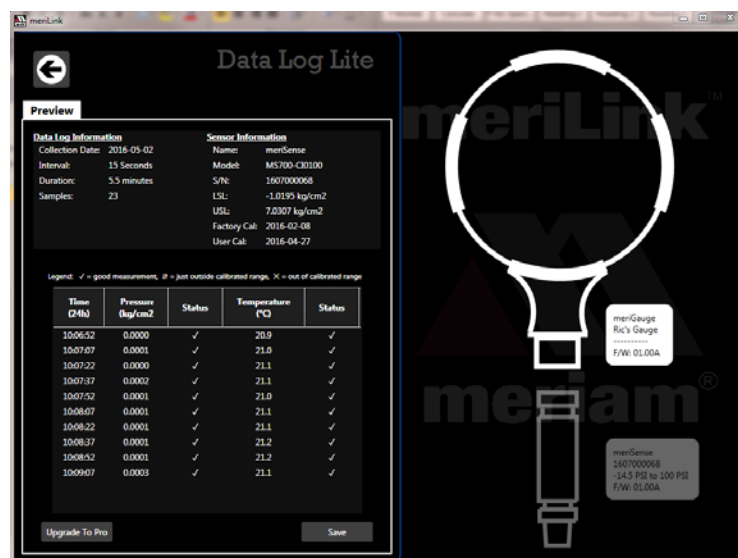 meriLink
Data Log Lite
Preview
Data Log Information
Collection Date: 2016-05-02
Interval: 15 Seconds
Duration: 5.5 minutes
Samples: 23
Sensor Information
Name: meriSense
Model: MS700-CI0100
S/N: 1607000068
LSL: -1.0195 kg/cm2
USL: 7.0307 kg/cm2
Factory Cal: 2016-02-08
User Cal: 2016-04-27
Legend: ✓ = good measurement, = just outside calibrated range, ✕ = out of calibrated range
Time (24h) Pressure (kg/cm2 Status Temperature (°C) Status
10:06:52 0.0000 ✓ 20.9 ✓
10:07:07 0.0001 ✓ 21.0 ✓
10:07:22 0.0000 ✓ 21.1 ✓
10:07:37 0.0002 ✓ 21.1 ✓
10:07:52 0.0001 ✓ 21.0 ✓
10:08:07 0.0001 ✓ 21.1 ✓
10:08:22 0.0001 ✓ 21.1 ✓
10:08:37 0.0001 ✓ 21.2 ✓
10:08:52 0.0001 ✓ 21.2 ✓
10:09:07 0.0003 ✓ 21.1 ✓
Upgrade To Pro
Save
meriLink™
meriam®
meriGauge
Ric's Gauge
----------
F/W: 01.00A
meriSense
1607000068
-14.5 PSI to 100 PSI
F/W: 01.00A